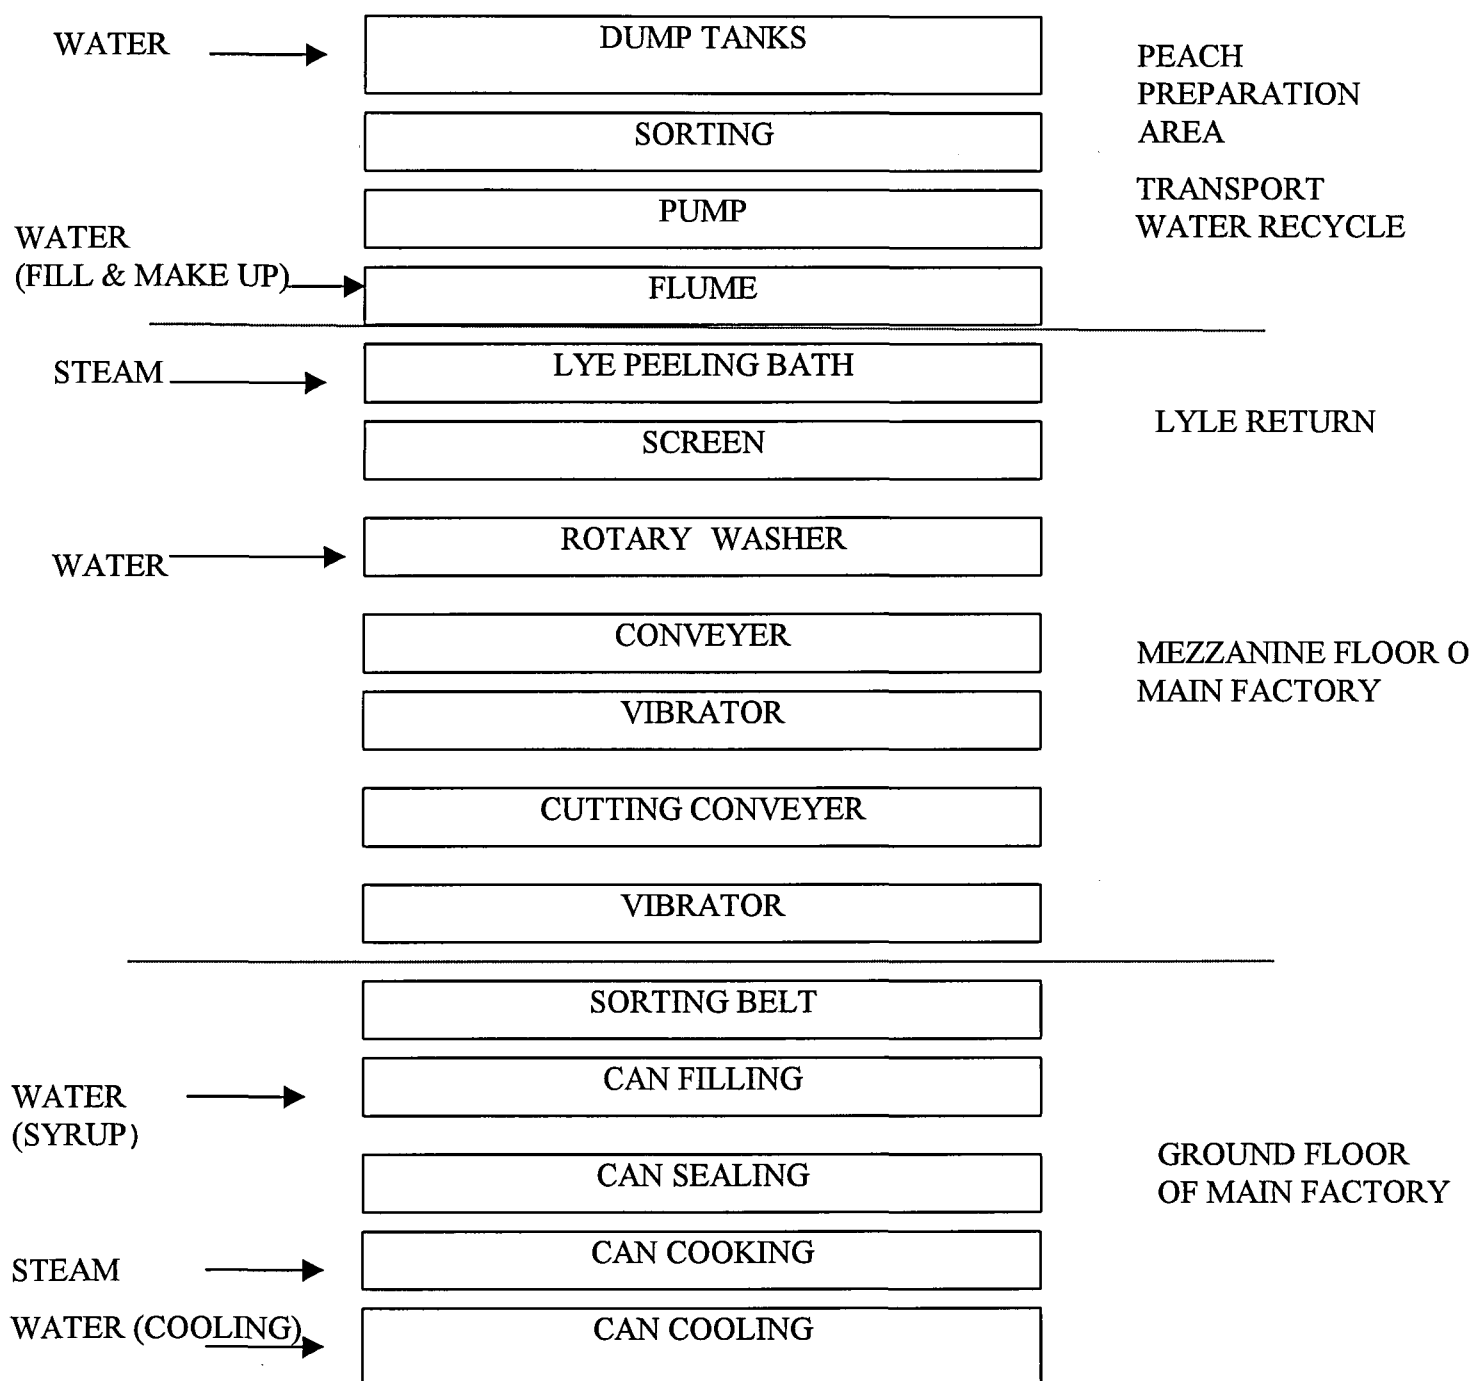 WATER
DUMP TANKS
PEACH
PREPARATION
AREA
SORTING
TRANSPORT
WATER RECYCLE
PUMP
WATER
(FILL & MAKE UP)
FLUME
STEAM
LYE PEELING BATH
LYLE RETURN
SCREEN
ROTARY WASHER
WATER
CONVEYER
MEZZANINE FLOOR O
MAIN FACTORY
VIBRATOR
CUTTING CONVEYER
VIBRATOR
SORTING BELT
CAN FILLING
WATER
(SYRUP)
CAN SEALING
GROUND FLOOR
OF MAIN FACTORY
CAN COOKING
STEAM
WATER (COOLING)
CAN COOLING